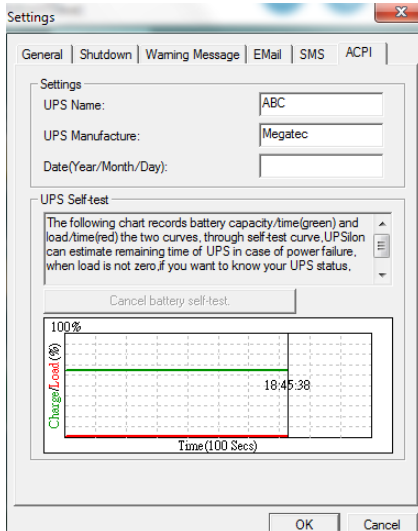 Settings
General Shutdown Warning Message EMail SMS ACPI
Settings
UPS Name: ABC
UPS Manufacture: Megatec
Date(Year/Month/Day):
UPS Self-test
The following chart records battery capacity/time(green) and
load/time(red) the two curves, through self-test curve,UPSilon
can estimate remaining time of UPS in case of power failure,
when load is not zero,if you want to know your UPS status,
Cancel battery self-test.
100%
Charge/Load(%)
18:45:38
Time(100 Secs)
OK Cancel